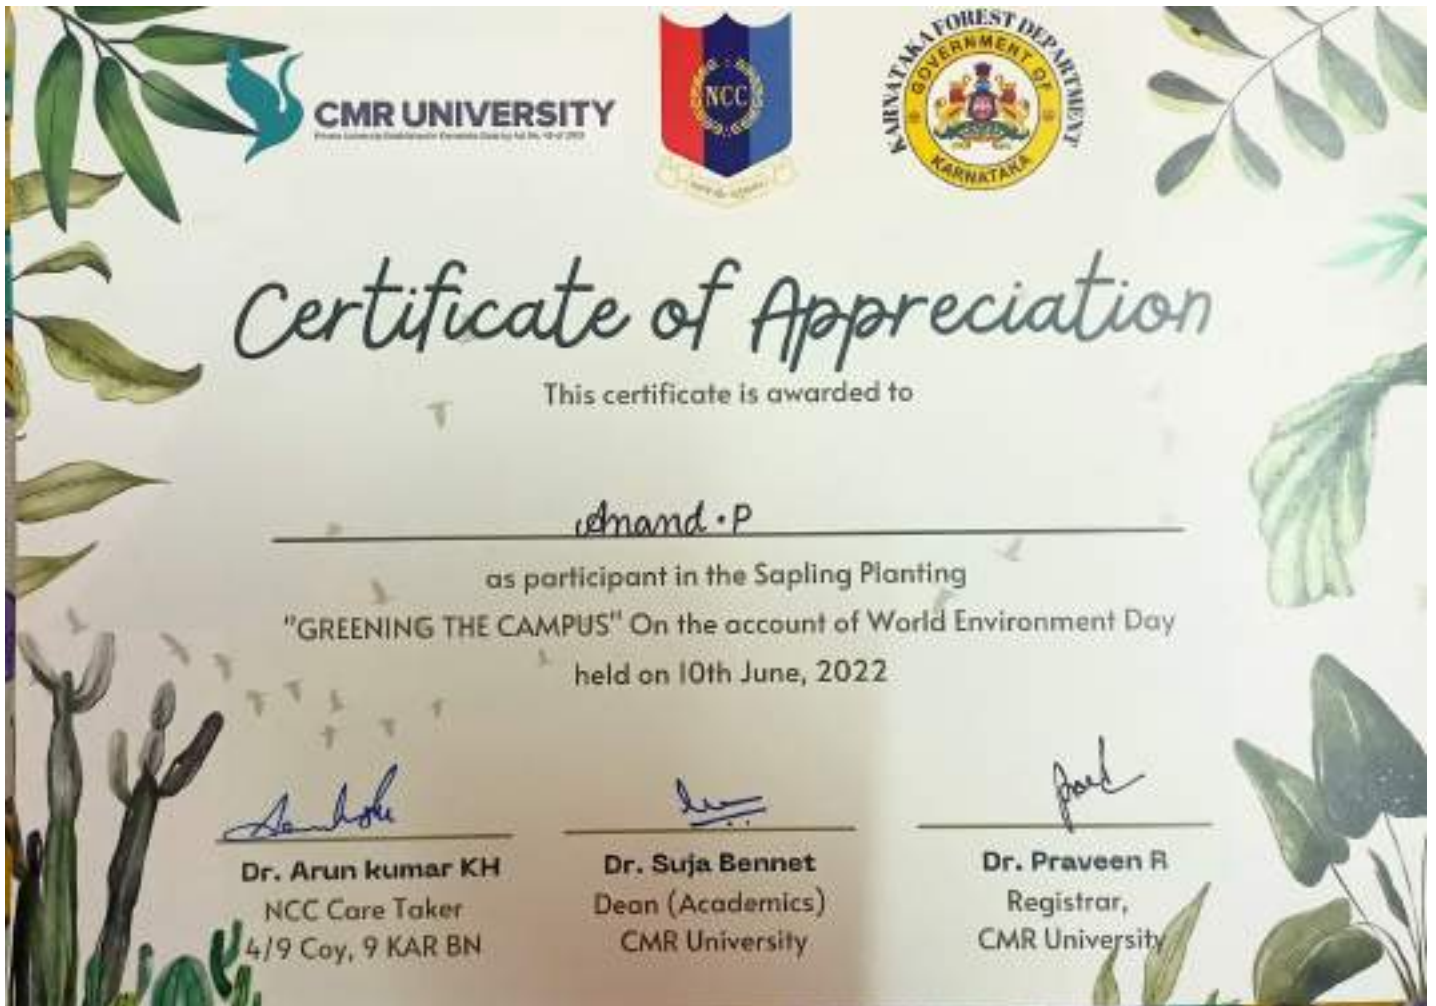 CMR UNIVERSITY
NCC
KARNATAKA FOREST DEPARTMENT
GOVERNMENT OF
KARNATAKA
Certificate of Appreciation
This certificate is awarded to
Anand . P
as participant in the Sapling Planting
"GREENING THE CAMPUS" On the account of World Environment Day
held on 10th June, 2022
Dr. Arun kumar KH
NCC Care Taker
4/9 Coy, 9 KAR BN
Dr. Suja Bennet
Dean (Academics)
CMR University
Dr. Praveen R
Registrar,
CMR University